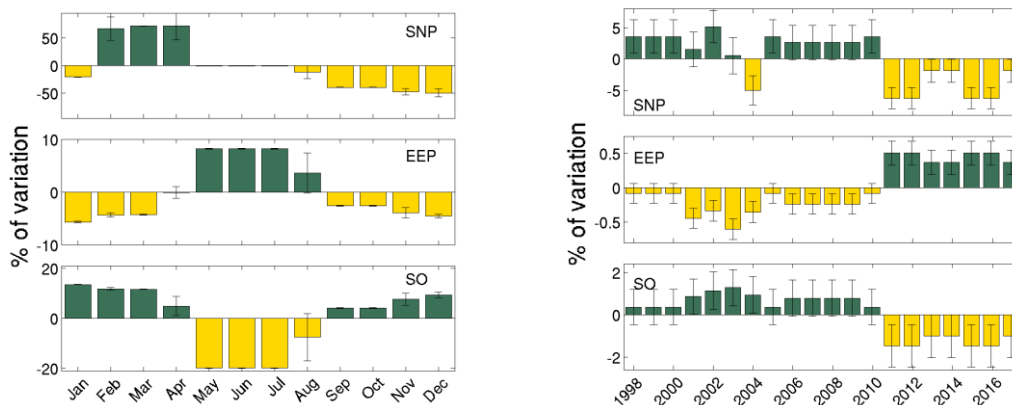 % of variation
50
0
-50
SNP
10
0
-10
EEP
20
0
-20
SO
Jan
Feb
Mar
Apr
May
Jun
Jul
Aug
Sep
Oct
Nov
Dec
% of variation
5
0
-5
SNP
0.5
0
-0.5
EEP
2
0
-2
SO
1998
2000
2002
2004
2006
2008
2010
2012
2014
2016